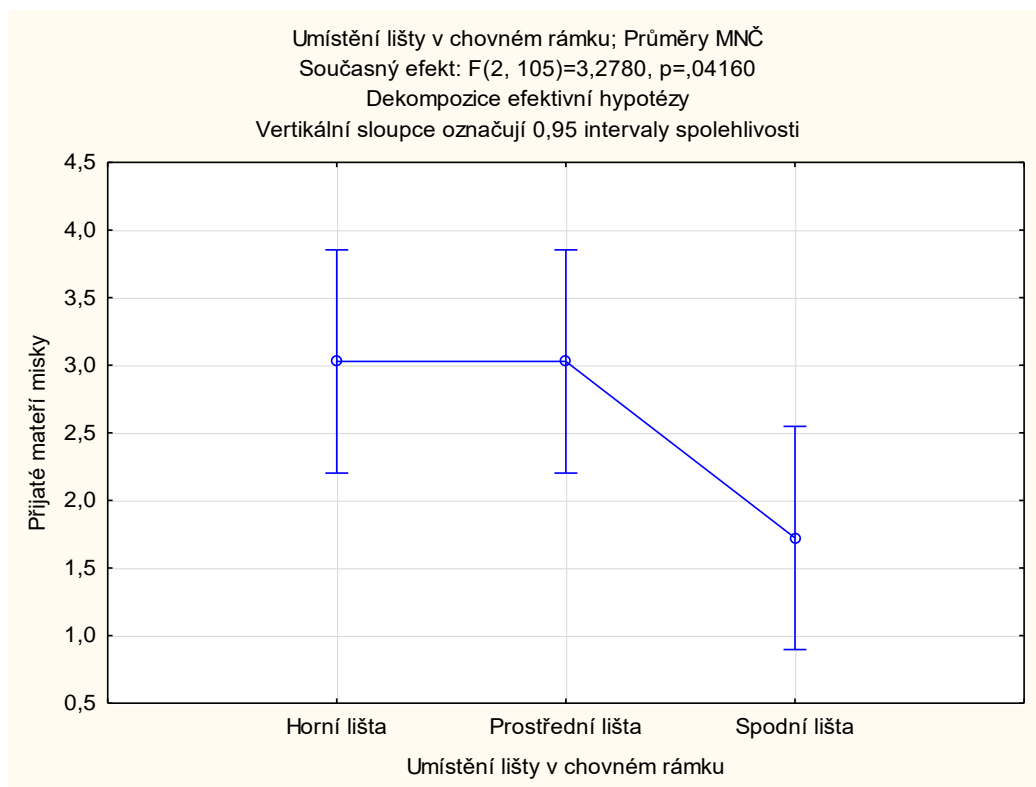 Umístění lišty v chovném rámku; Průměry MNČ
Současný efekt: F(2, 105)=3,2780, p=,04160
Dekompozice efektivní hypotézy
Vertikální sloupce označují 0,95 intervaly spolehlivosti
4,5
4,0
3,5
3,0
2,5
2,0
1,5
1,0
0,5
Přijaté mateří misky
Horní lišta Prostřední lišta Spodní lišta
Umístění lišty v chovném rámku